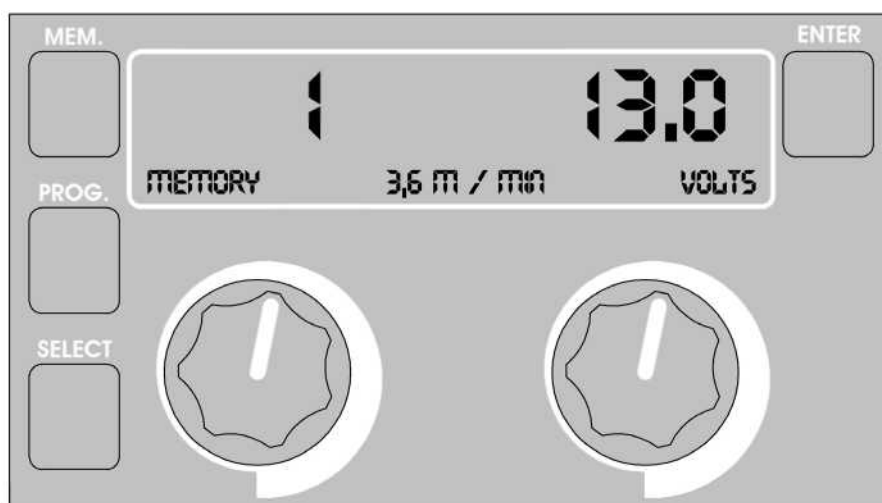 MEM.
ENTER
1 13.0
MEMORY 3,6 m / min VOLTS
PROG.
SELECT